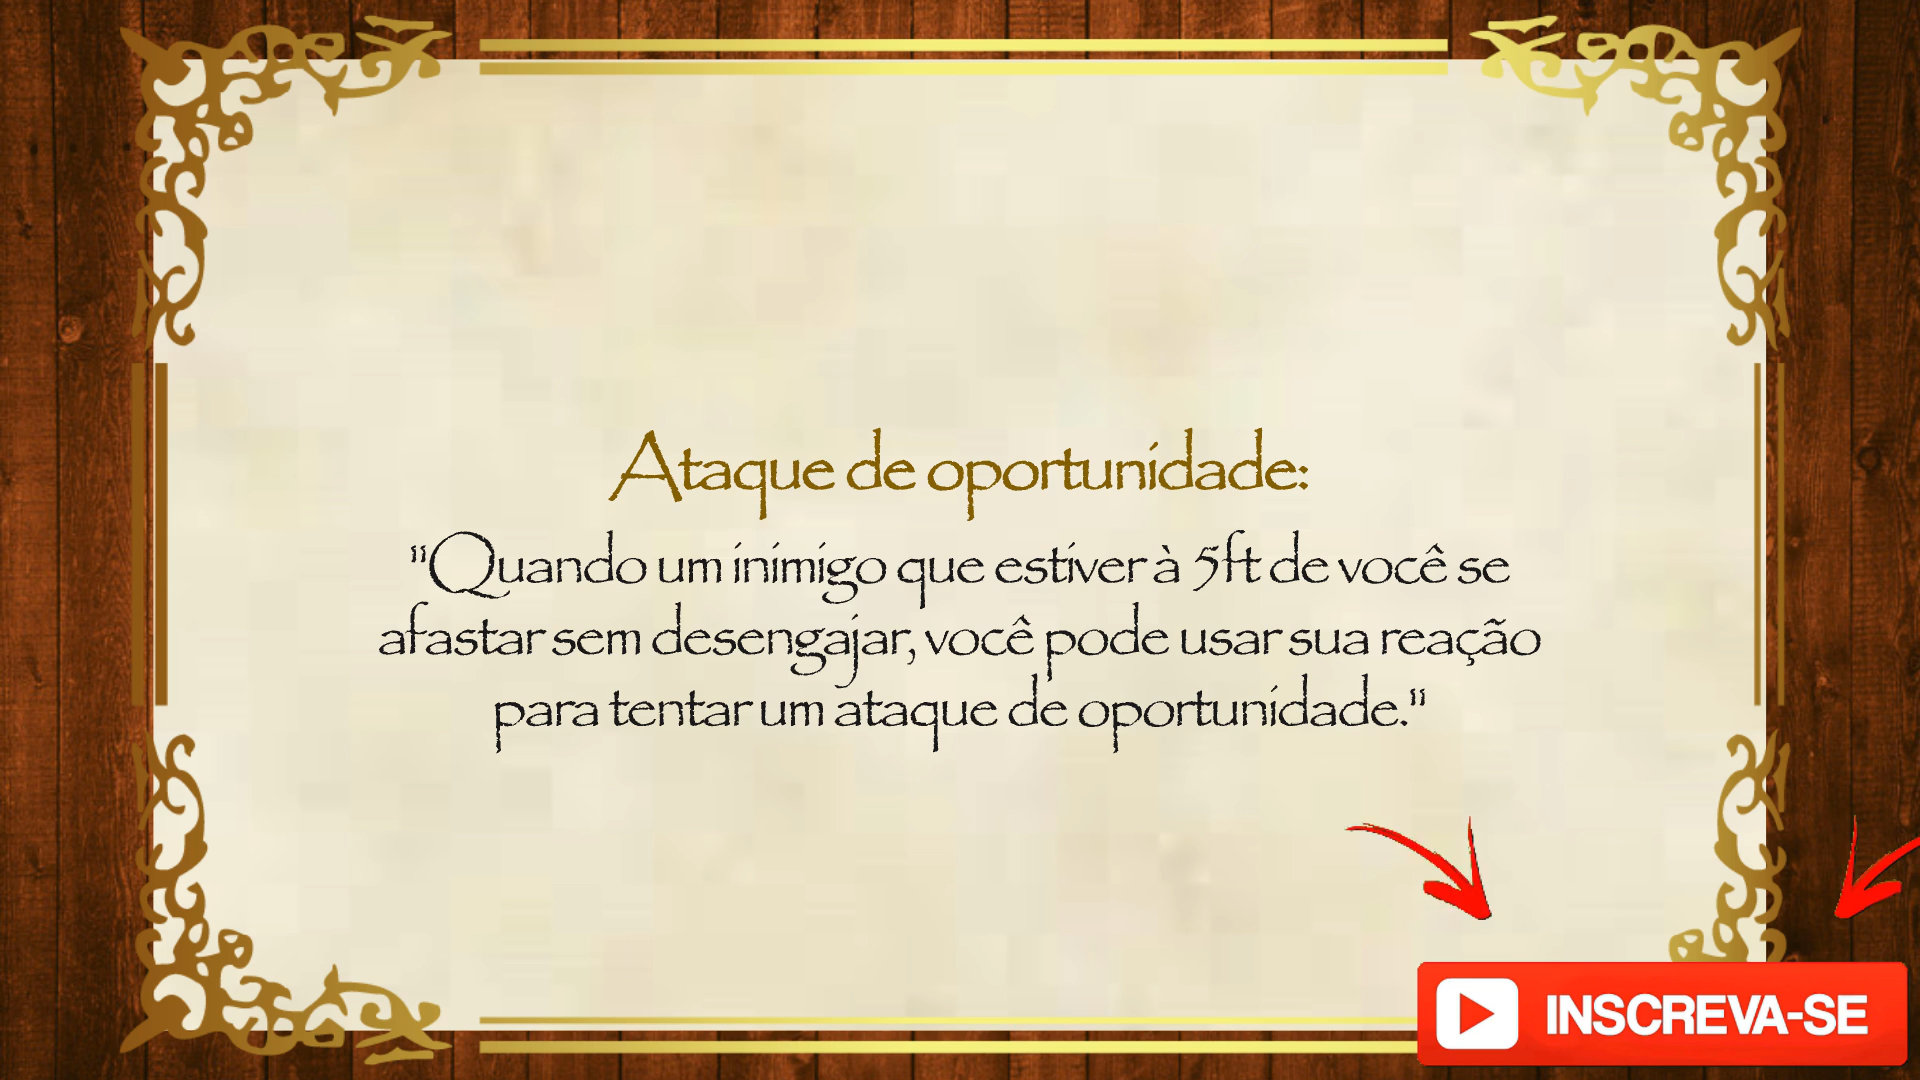 Ataque de oportunidade:
"Quando um inimigo que estiver à 5ft de você se
afastar sem desengajar, você pode usar sua reação
para tentar um ataque de oportunidade."
INSCREVA-SE